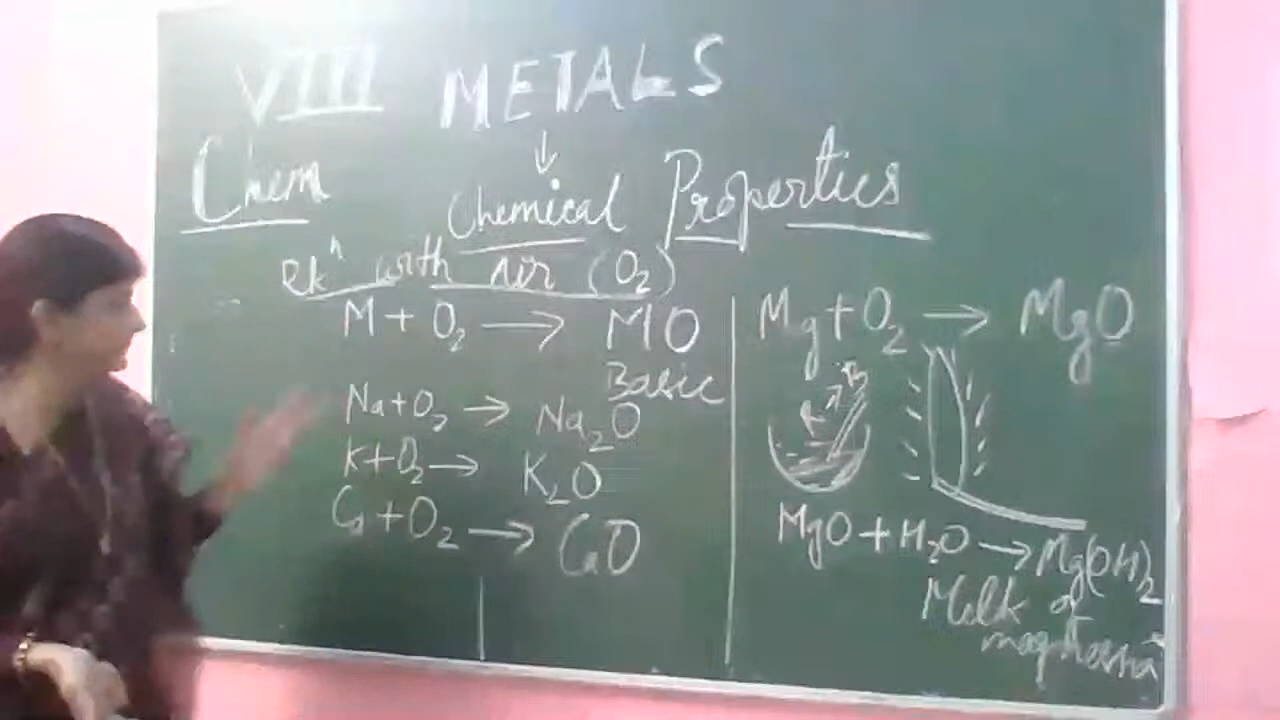 VIII METALS
Chem
↓
Chemical Properties
Rkⁿ with air (O₂)
M + O₂ → MO
Basic
Na + O₂ → Na₂O
K + O₂ → K₂O
Ca + O₂ → CaO
Mg + O₂ → MgO
MgO + H₂O → Mg(OH)₂
Milk of
magnesia